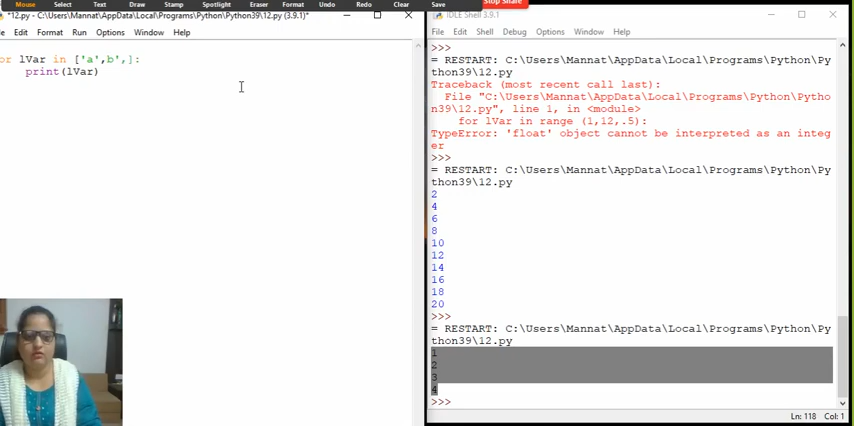 Mouse Select Text Draw Stamp Spotlight Eraser Format Undo Redo Clear Save Stop Share
*12.py - C:\Users\Mannat\AppData\Local\Programs\Python\Python39\12.py (3.9.1)*
Edit Format Run Options Window Help
or lVar in ['a',b',]:
print(lVar)
IDLE Shell 3.9.1
File Edit Shell Debug Options Window Help
>>>
= RESTART: C:\Users\Mannat\AppData\Local\Programs\Python\Py
thon39\12.py
Traceback (most recent call last):
File "C:\Users\Mannat\AppData\Local\Programs\Python\Pytho
n39\12.py", line 1, in <module>
for lVar in range (1,12,.5):
TypeError: 'float' object cannot be interpreted as an integ
er
>>>
= RESTART: C:\Users\Mannat\AppData\Local\Programs\Python\Py
thon39\12.py
2
4
6
8
10
12
14
16
18
20
>>>
= RESTART: C:\Users\Mannat\AppData\Local\Programs\Python\Py
thon39\12.py
1
2
3
4
>>>
Ln: 118 Col: 1